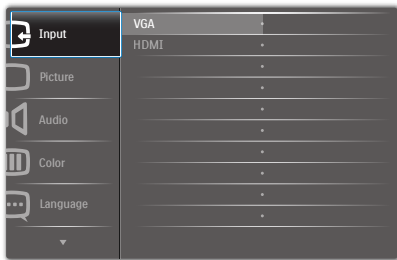 Input
VGA
HDMI
Picture
Audio
Color
Language